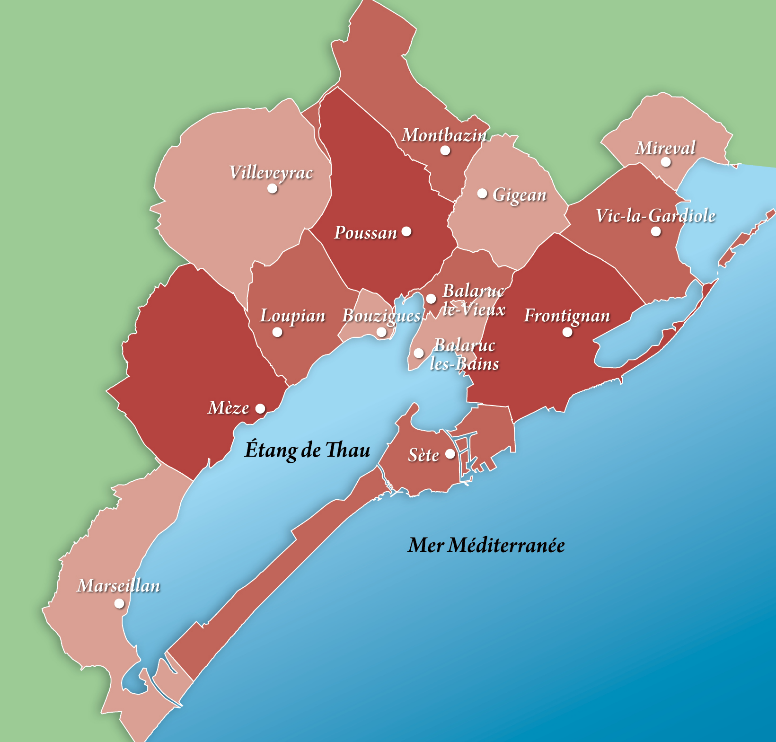 Montbazin
Mireval
Villeveyrac
Gigean
Vic-la-Gardiole
Poussan
Balaruc
le-Vieux
Loupian
Bouzigues
Frontignan
Balaruc
les-Bains
Mèze
Étang de Thau
Sète
Mer Méditerranée
Marseillan